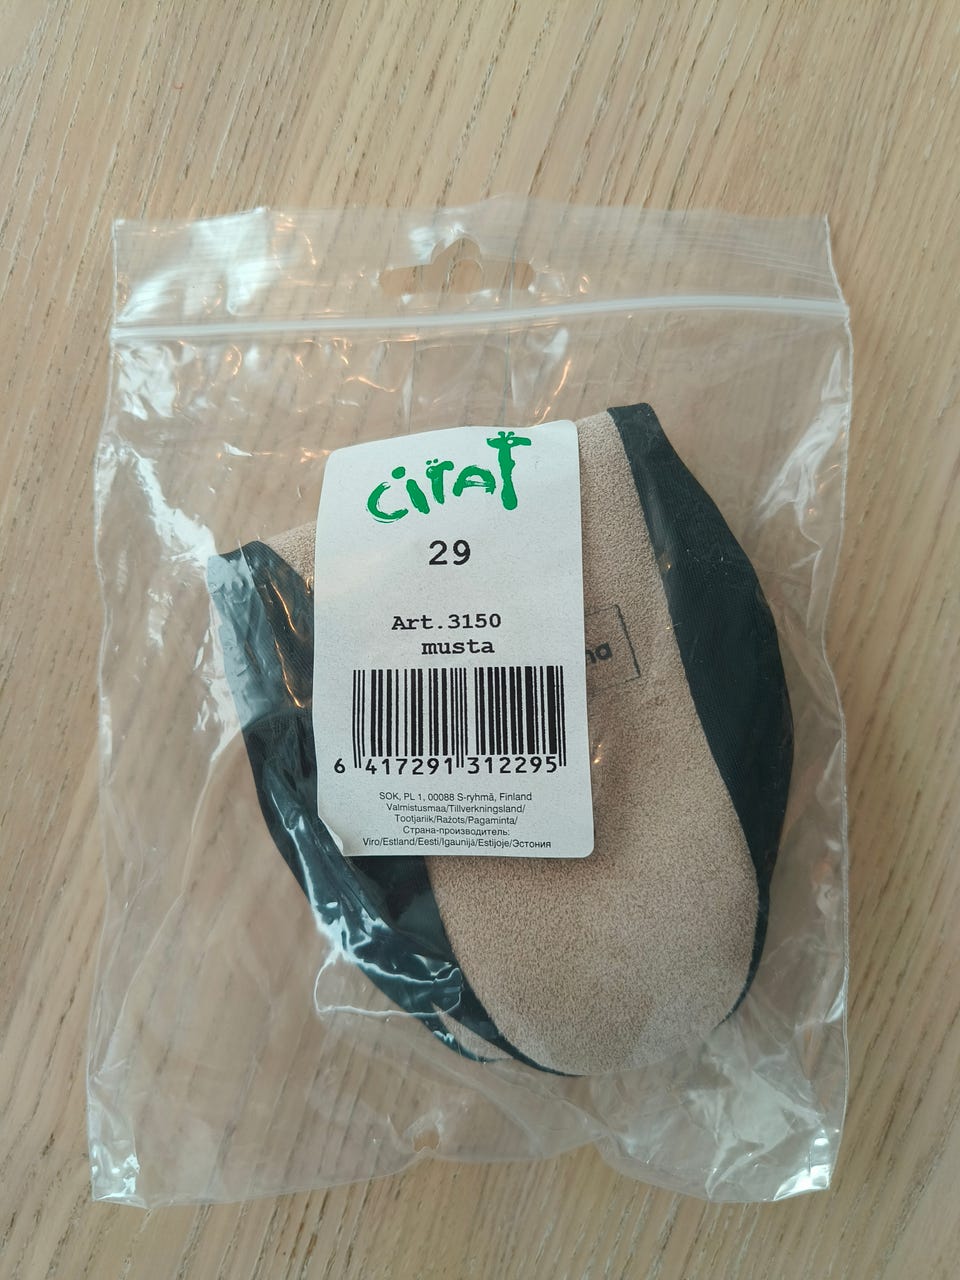 CiTAT
29
Art.3150
musta
6 417291 312295
SOK, PL 1, 00088 S-ryhmä, Finland
Valmistusmaa/Tillverkningsland/
Tootjariik/Ražots/Pagaminta/
Страна-производитель:
Viro/Estland/Eesti/Igaunijā/Estijoje/Эстония